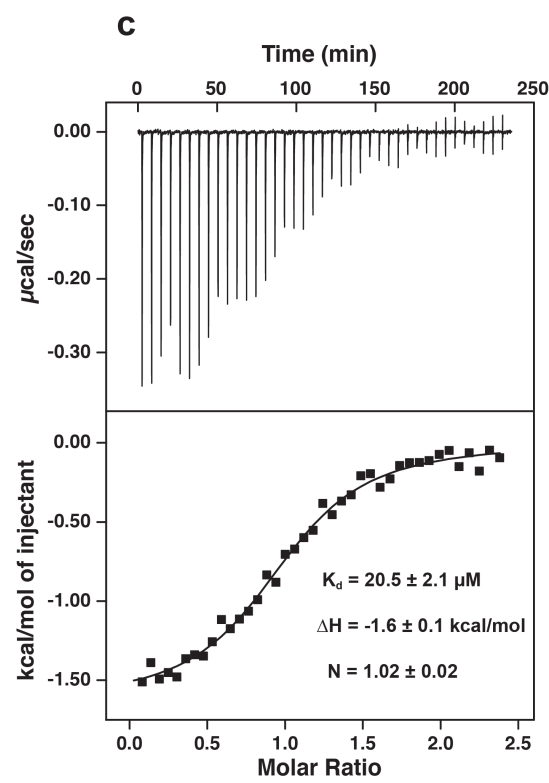 C
Time (min)
0 50 100 150 200 250
0.00
-0.10
-0.20
-0.30
µcal/sec
0.00
-0.50
-1.00
-1.50
kcal/mol of injectant
Kd = 20.5 ± 2.1 µM
ΔH = -1.6 ± 0.1 kcal/mol
N = 1.02 ± 0.02
0.0 0.5 1.0 1.5 2.0 2.5
Molar Ratio